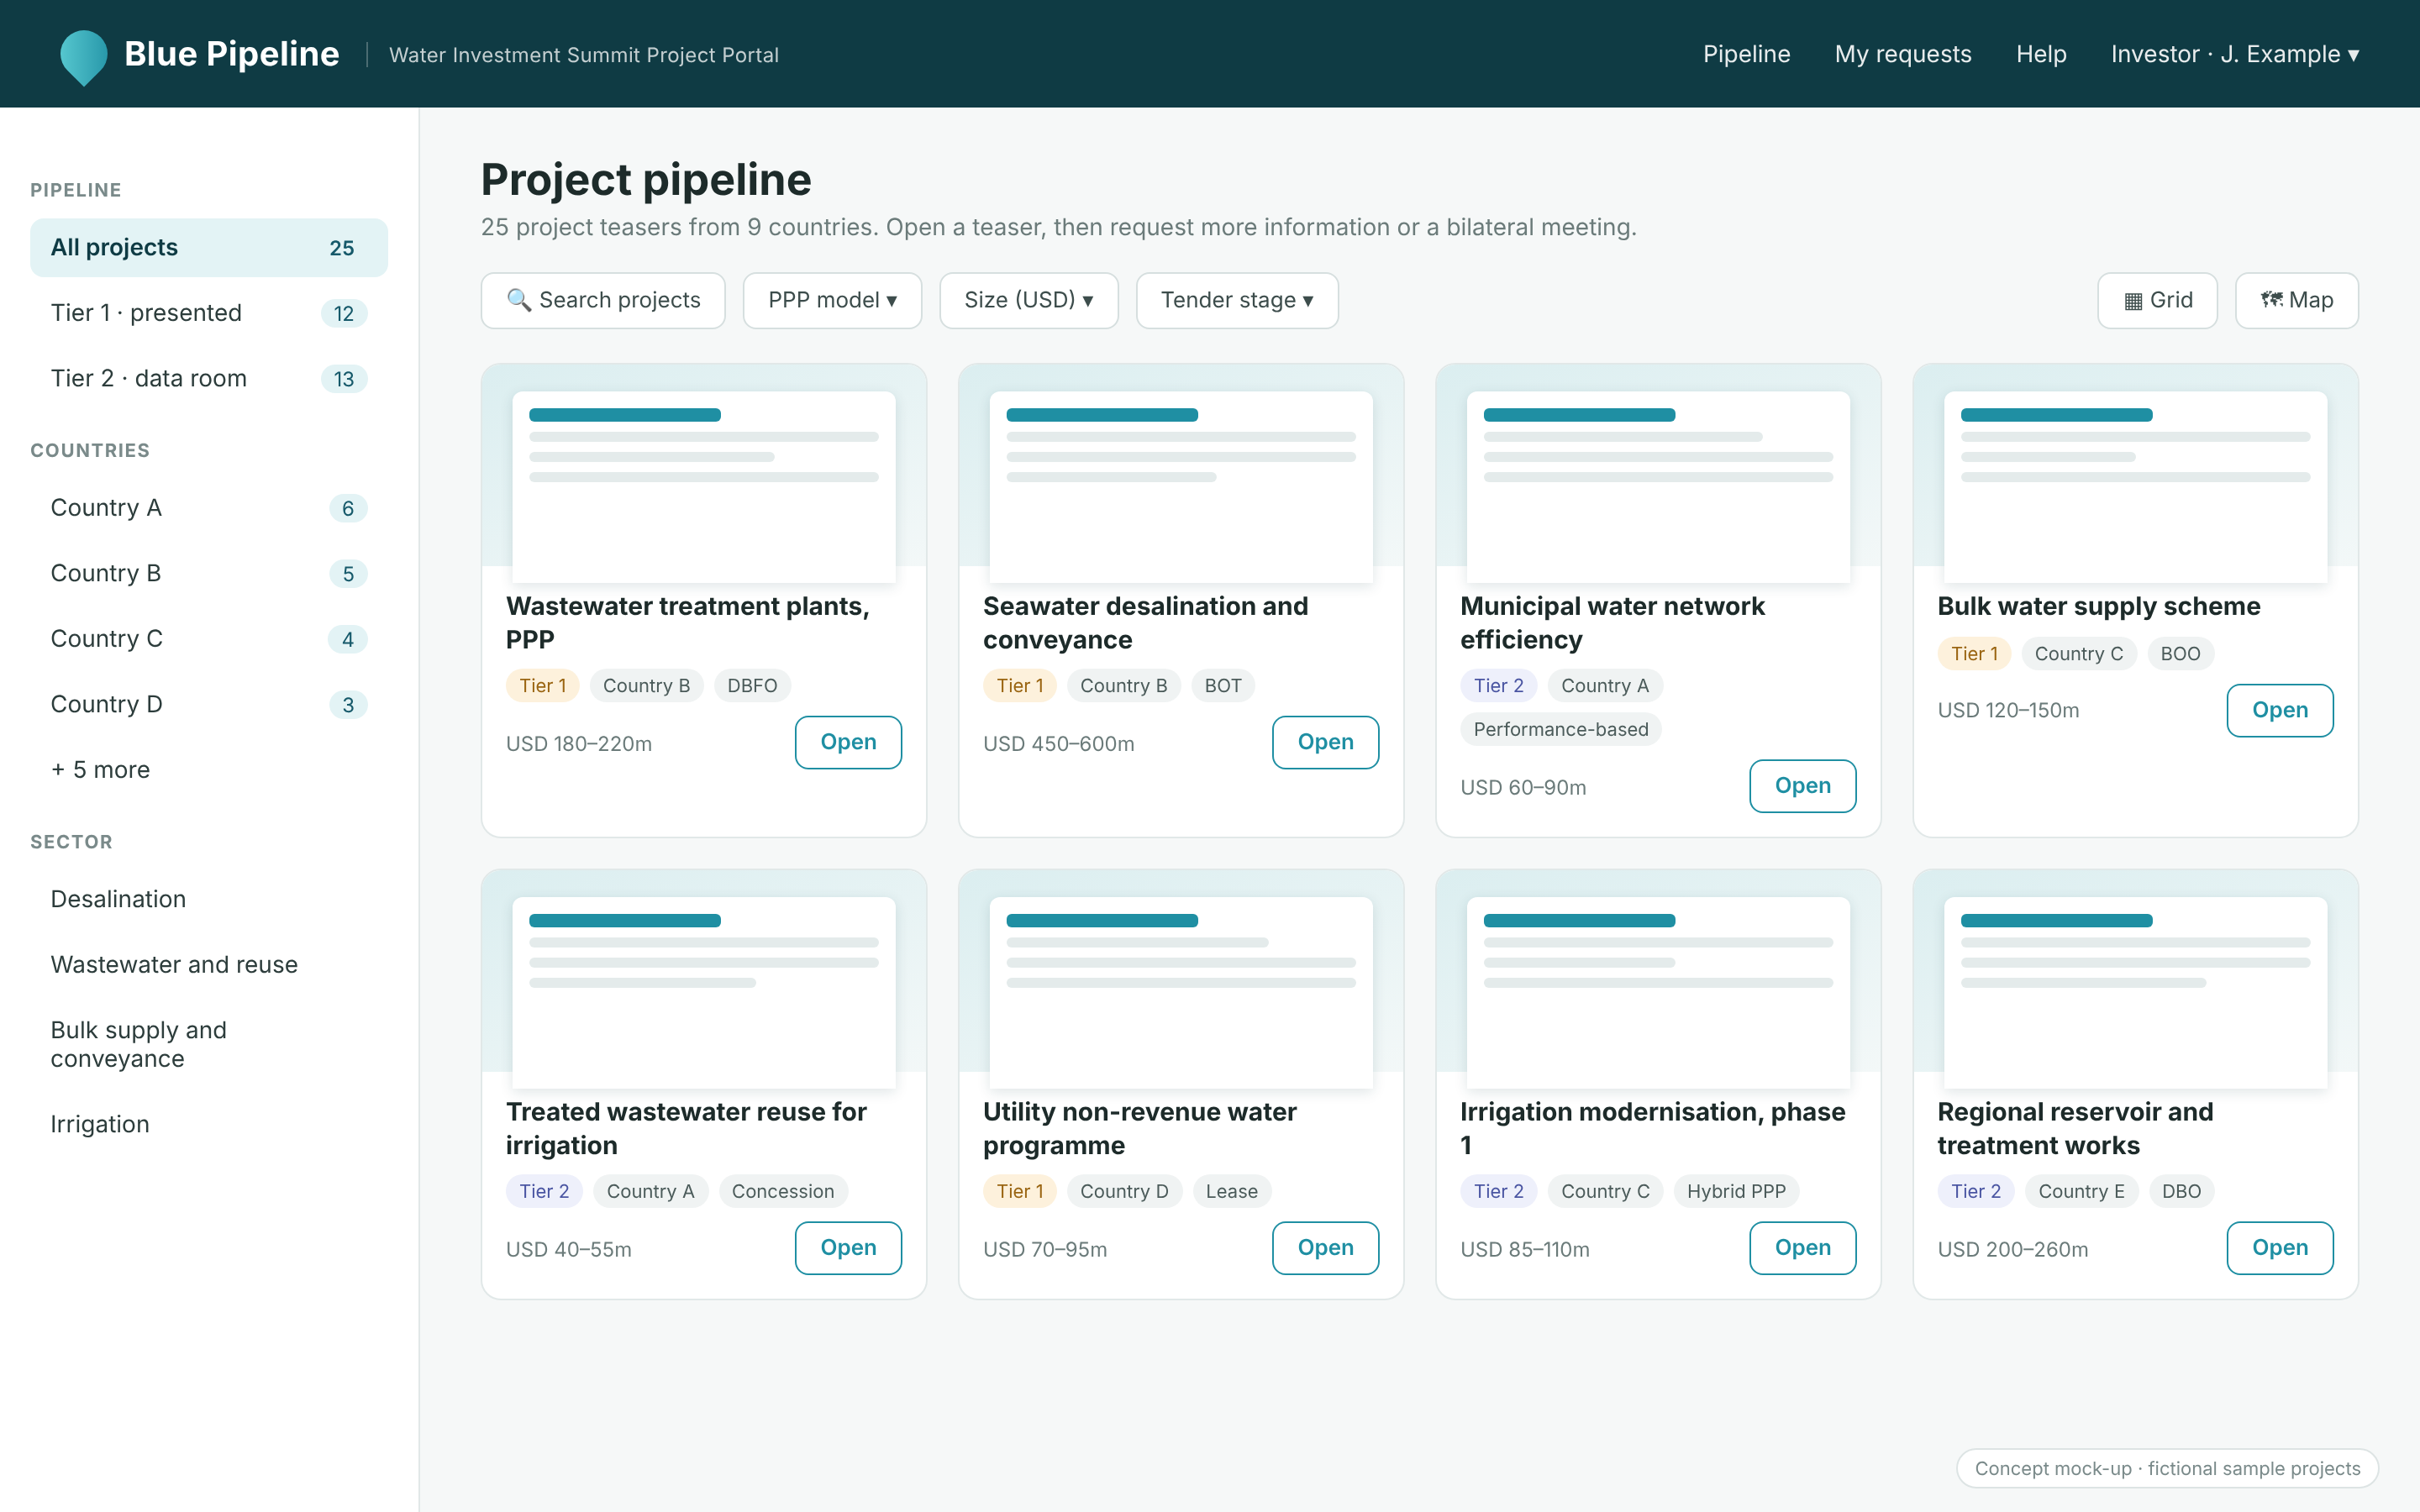 Blue Pipeline
Water Investment Summit Project Portal
Pipeline
My requests
Help
Investor · J. Example ▾
PIPELINE
All projects 25
Tier 1 · presented 12
Tier 2 · data room 13
COUNTRIES
Country A 6
Country B 5
Country C 4
Country D 3
+ 5 more
SECTOR
Desalination
Wastewater and reuse
Bulk supply and
conveyance
Irrigation
Project pipeline
25 project teasers from 9 countries. Open a teaser, then request more information or a bilateral meeting.
🔍 Search projects
PPP model ▾
Size (USD) ▾
Tender stage ▾
▦ Grid
🗺 Map
Wastewater treatment plants,
PPP
Tier 1 Country B DBFO
USD 180–220m Open
Seawater desalination and
conveyance
Tier 1 Country B BOT
USD 450–600m Open
Municipal water network
efficiency
Tier 2 Country A
Performance-based
USD 60–90m Open
Bulk water supply scheme
Tier 1 Country C BOO
USD 120–150m Open
Treated wastewater reuse for
irrigation
Tier 2 Country A Concession
USD 40–55m Open
Utility non-revenue water
programme
Tier 1 Country D Lease
USD 70–95m Open
Irrigation modernisation, phase
1
Tier 2 Country C Hybrid PPP
USD 85–110m Open
Regional reservoir and
treatment works
Tier 2 Country E DBO
USD 200–260m Open
Concept mock-up · fictional sample projects